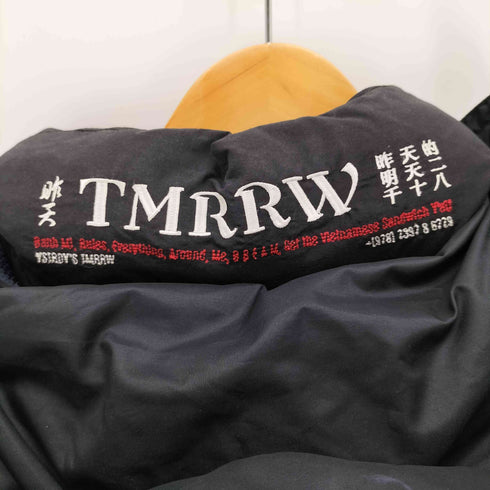 昨天
TMRRW
昨天的
明天二
千十八
Banh Mi, Rules, Everything, Around, Me, B R E A M, Get the Vietnamese Sandwich
YSTRDY'S TMRRW